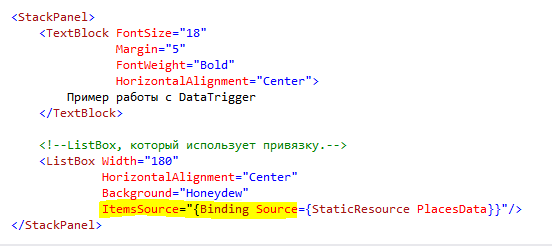 <StackPanel>
<TextBlock FontSize="18"
Margin="5"
FontWeight="Bold"
HorizontalAlignment="Center">
Пример работы с DataTrigger
</TextBlock>
<!--ListBox, который использует привязку.-->
<ListBox Width="180"
HorizontalAlignment="Center"
Background="Honeydew"
ItemsSource="{Binding Source={StaticResource PlacesData}}"/>
</StackPanel>